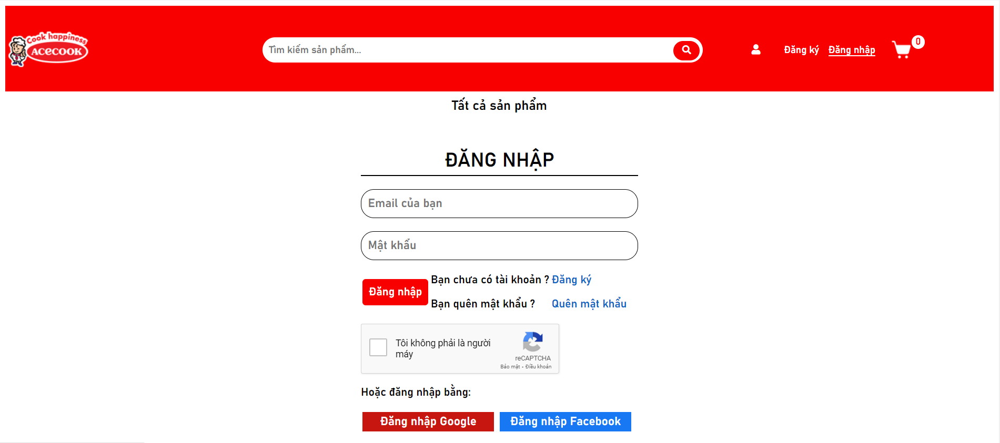 Cook happiness
ACECOOK
Tìm kiếm sản phẩm...
Đăng ký
Đăng nhập
0
Tất cả sản phẩm
ĐĂNG NHẬP
Email của bạn
Mật khẩu
Đăng nhập
Bạn chưa có tài khoản ? Đăng ký
Bạn quên mật khẩu ? Quên mật khẩu
Tôi không phải là người
máy
reCAPTCHA
Bảo mật - Điều khoản
Hoặc đăng nhập bằng:
Đăng nhập Google
Đăng nhập Facebook